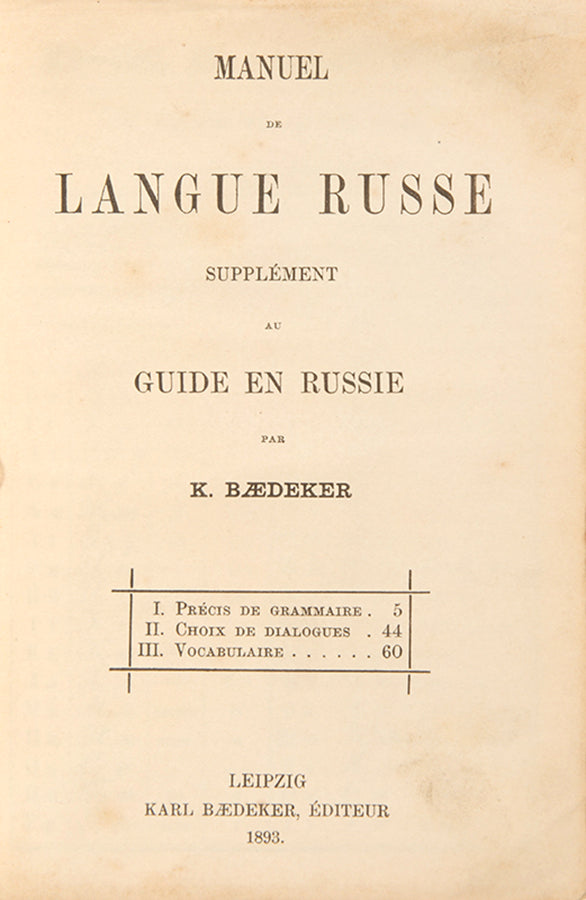 MANUEL
DE
LANGUE RUSSE
SUPPLÉMENT
AU
GUIDE EN RUSSIE
PAR
K. BÆDEKER
I. PRÉCIS DE GRAMMAIRE . 5
II. CHOIX DE DIALOGUES . 44
III. VOCABULAIRE . . . . . . 60
LEIPZIG
KARL BÆDEKER, ÉDITEUR
1893.